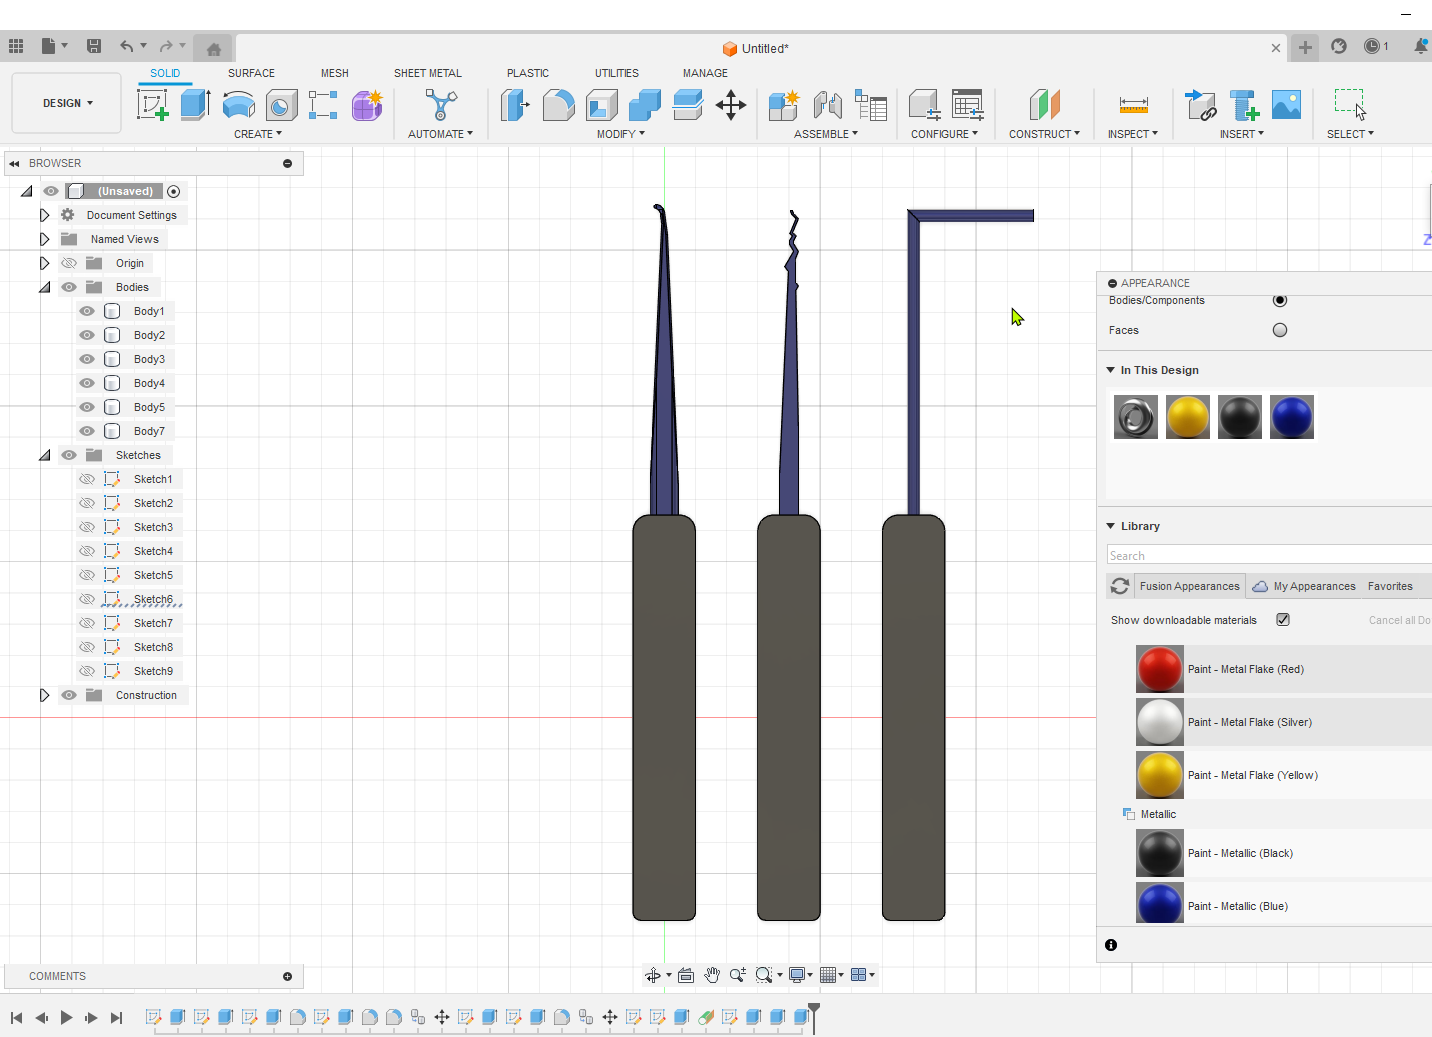 Untitled*
1
SOLID
SURFACE
MESH
SHEET METAL
PLASTIC
UTILITIES
MANAGE
DESIGN
CREATE
AUTOMATE
MODIFY
ASSEMBLE
CONFIGURE
CONSTRUCT
INSPECT
INSERT
SELECT
BROWSER
(Unsaved)
Document Settings
Named Views
Origin
Bodies
Body1
Body2
Body3
Body4
Body5
Body7
Sketches
Sketch1
Sketch2
Sketch3
Sketch4
Sketch5
Sketch6
Sketch7
Sketch8
Sketch9
Construction
Z
APPEARANCE
Bodies/Components
Faces
In This Design
Library
Search
Fusion Appearances
My Appearances
Favorites
Show downloadable materials
Cancel all Do
Paint - Metal Flake (Red)
Paint - Metal Flake (Silver)
Paint - Metal Flake (Yellow)
Metallic
Paint - Metallic (Black)
Paint - Metallic (Blue)
COMMENTS